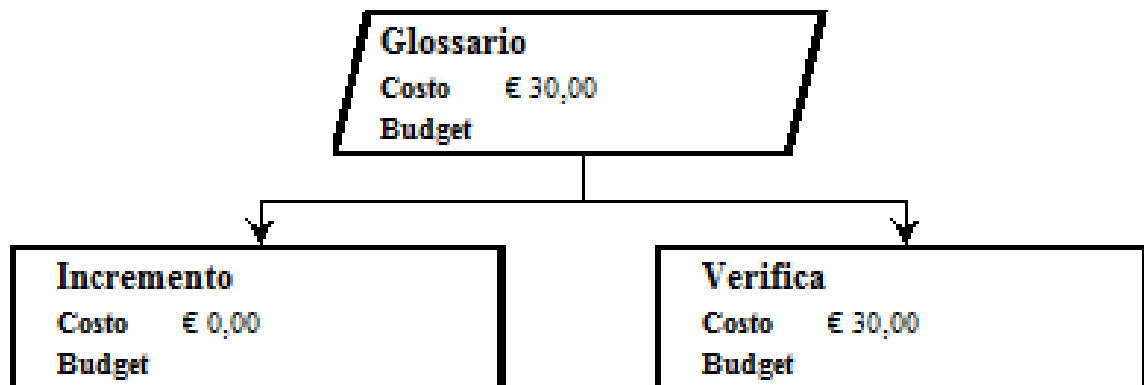 Glossario
Costo € 30,00
Budget
Incremento
Costo € 0,00
Budget
Verifica
Costo € 30,00
Budget